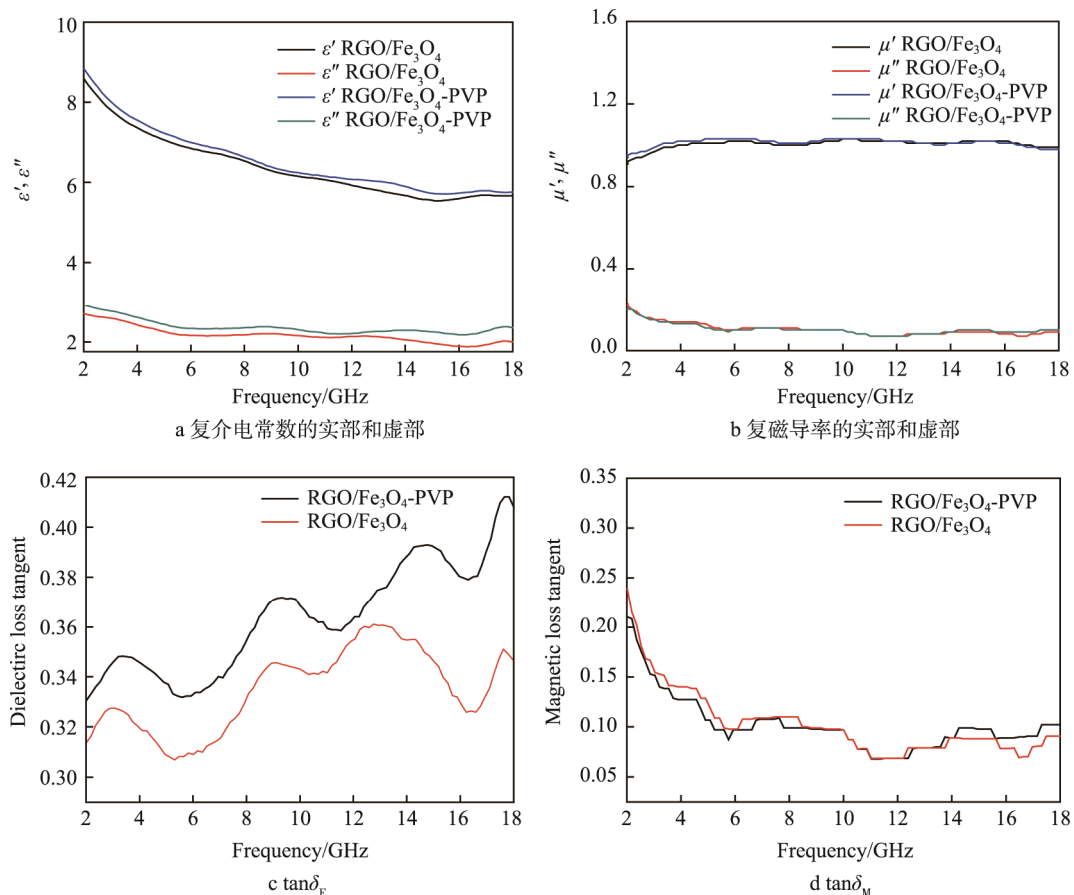 10
8
6
4
2
ε′, ε″
ε′ RGO/Fe₃O₄
ε″ RGO/Fe₃O₄
ε′ RGO/Fe₃O₄-PVP
ε″ RGO/Fe₃O₄-PVP
2 4 6 8 10 12 14 16 18
Frequency/GHz
a 复介电常数的实部和虚部
1.6
1.2
0.8
0.4
0.0
μ′, μ″
μ′ RGO/Fe₃O₄
μ″ RGO/Fe₃O₄
μ′ RGO/Fe₃O₄-PVP
μ″ RGO/Fe₃O₄-PVP
2 4 6 8 10 12 14 16 18
Frequency/GHz
b 复磁导率的实部和虚部
0.42
0.40
0.38
0.36
0.34
0.32
0.30
Dielectirc loss tangent
RGO/Fe₃O₄-PVP
RGO/Fe₃O₄
2 4 6 8 10 12 14 16 18
Frequency/GHz
c tanδ_E
0.35
0.30
0.25
0.20
0.15
0.10
0.05
Magnetic loss tangent
RGO/Fe₃O₄-PVP
RGO/Fe₃O₄
2 4 6 8 10 12 14 16 18
Frequency/GHz
d tanδ_M